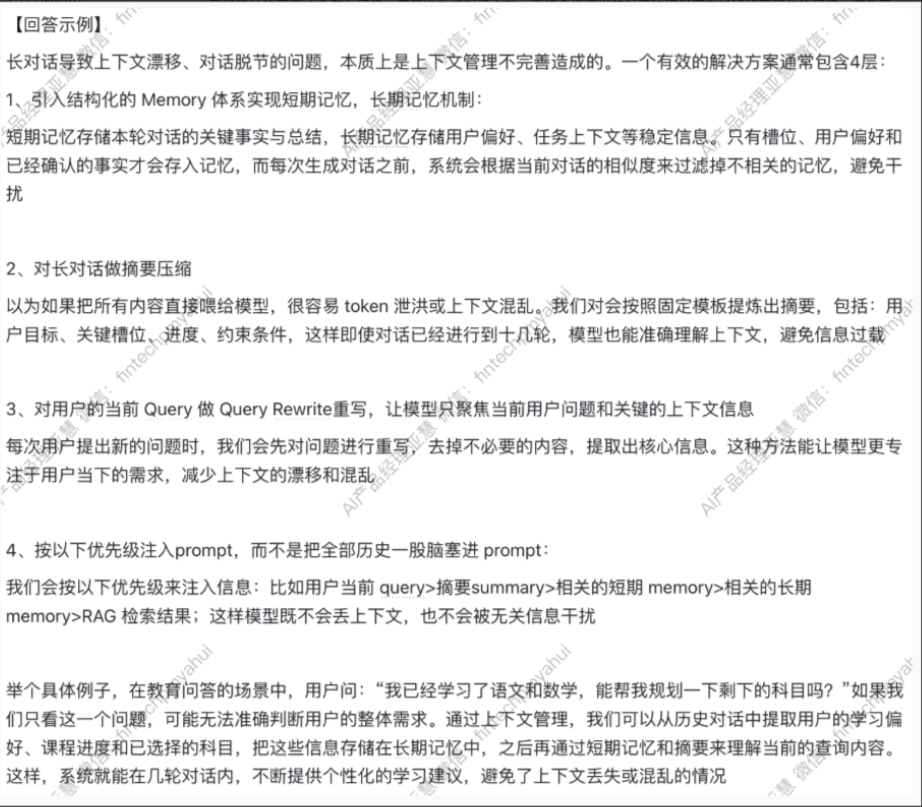 【回答示例】
长对话导致上下文漂移、对话脱节的问题，本质上是上下文管理不完善造成的。一个有效的解决方案通常包含4层：
1、引入结构化的 Memory 体系实现短期记忆，长期记忆机制：
短期记忆存储本轮对话的关键事实与总结，长期记忆存储用户偏好、任务上下文等稳定信息。只有槽位、用户偏好和
已经确认的事实才会存入记忆，而每次生成对话之前，系统会根据当前对话的相似度来过滤掉不相关的记忆，避免干
扰
2、对长对话做摘要压缩
以为如果把所有内容直接喂给模型，很容易 token 泄洪或上下文混乱。我们对会按照固定模板提炼出摘要，包括：用
户目标、关键槽位、进度、约束条件，这样即使对话已经进行到十几轮，模型也能准确理解上下文，避免信息过载
3、对用户的当前 Query 做 Query Rewrite重写，让模型只聚焦当前用户问题和关键的上下文信息
每次用户提出新的问题时，我们会先对问题进行重写，去掉不必要的内容，提取出核心信息。这种方法能让模型更专
注于用户当下的需求，减少上下文的漂移和混乱
4、按以下优先级注入prompt，而不是把全部历史一股脑塞进 prompt：
我们会按以下优先级来注入信息：比如用户当前 query>摘要summary>相关的短期 memory>相关的长期
memory>RAG 检索结果；这样模型既不会丢上下文，也不会被无关信息干扰
举个具体例子，在教育问答的场景中，用户问：“我已经学习了语文和数学，能帮我规划一下剩下的科目吗？”如果我
们只看这一个问题，可能无法准确判断用户的整体需求。通过上下文管理，我们可以从历史对话中提取用户的学习偏
好、课程进度和已选择的科目，把这些信息存储在长期记忆中，之后再通过短期记忆和摘要来理解当前的查询内容。
这样，系统就能在几轮对话内，不断提供个性化的学习建议，避免了上下文丢失或混乱的情况
AI产品经理亚慧 微信：fintechpmyahui